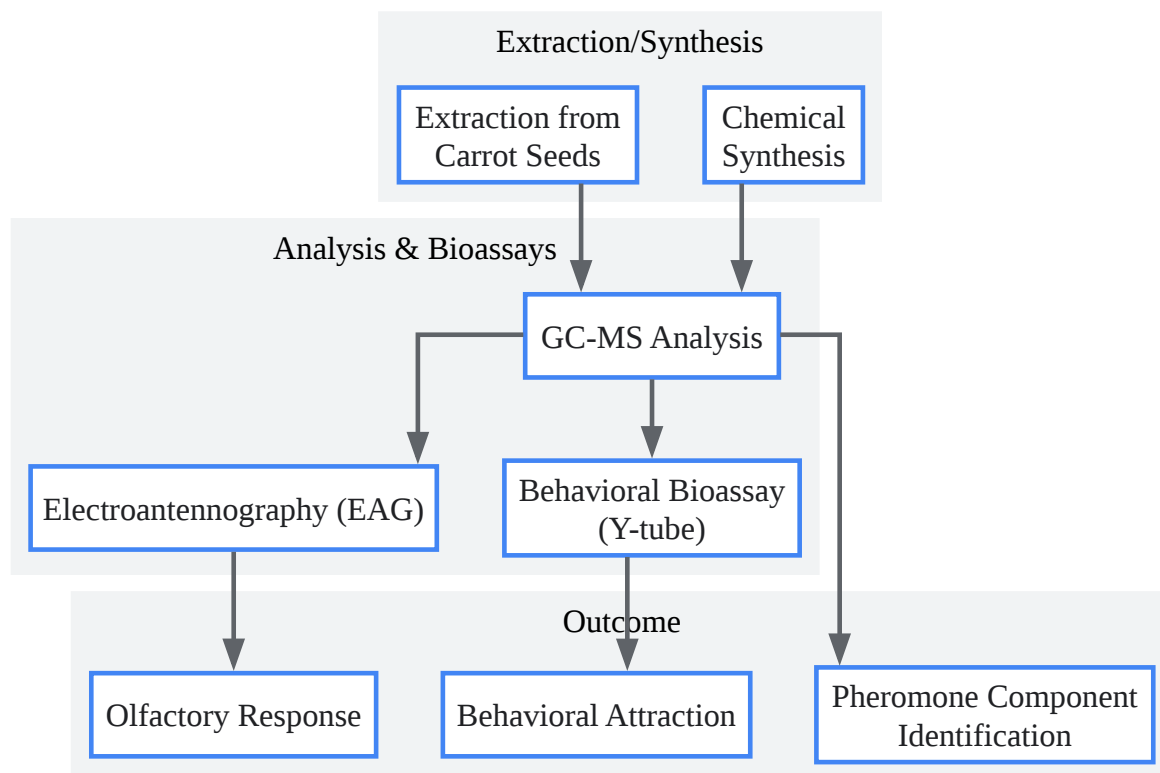 Extraction/Synthesis
Extraction from
Carrot Seeds
Chemical
Synthesis
Analysis & Bioassays
GC-MS Analysis
Electroantennography (EAG)
Behavioral Bioassay
(Y-tube)
Outcome
Olfactory Response
Behavioral Attraction
Pheromone Component
Identification